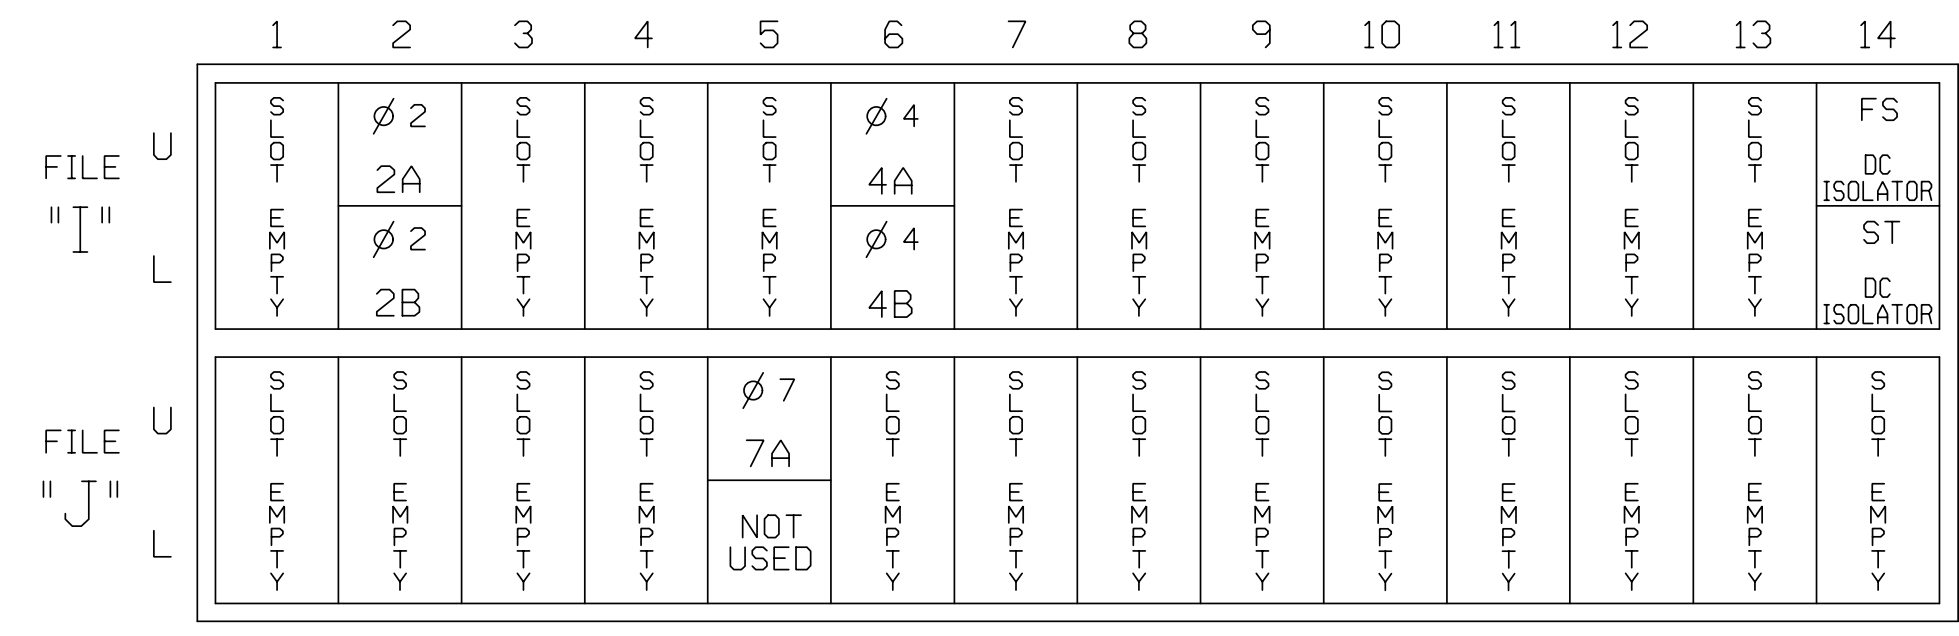 1 2 3 4 5 6 7 8 9 10 11 12 13 14
FILE
"I"
U
L
SLOT EMPTY
Ø 2
2A
Ø 2
2B
SLOT EMPTY
SLOT EMPTY
SLOT EMPTY
Ø 4
4A
Ø 4
4B
SLOT EMPTY
SLOT EMPTY
SLOT EMPTY
SLOT EMPTY
SLOT EMPTY
SLOT EMPTY
SLOT EMPTY
FS
DC
ISOLATOR
ST
DC
ISOLATOR
FILE
"J"
U
L
SLOT EMPTY
SLOT EMPTY
SLOT EMPTY
SLOT EMPTY
Ø 7
7A
NOT
USED
SLOT EMPTY
SLOT EMPTY
SLOT EMPTY
SLOT EMPTY
SLOT EMPTY
SLOT EMPTY
SLOT EMPTY
SLOT EMPTY
SLOT EMPTY